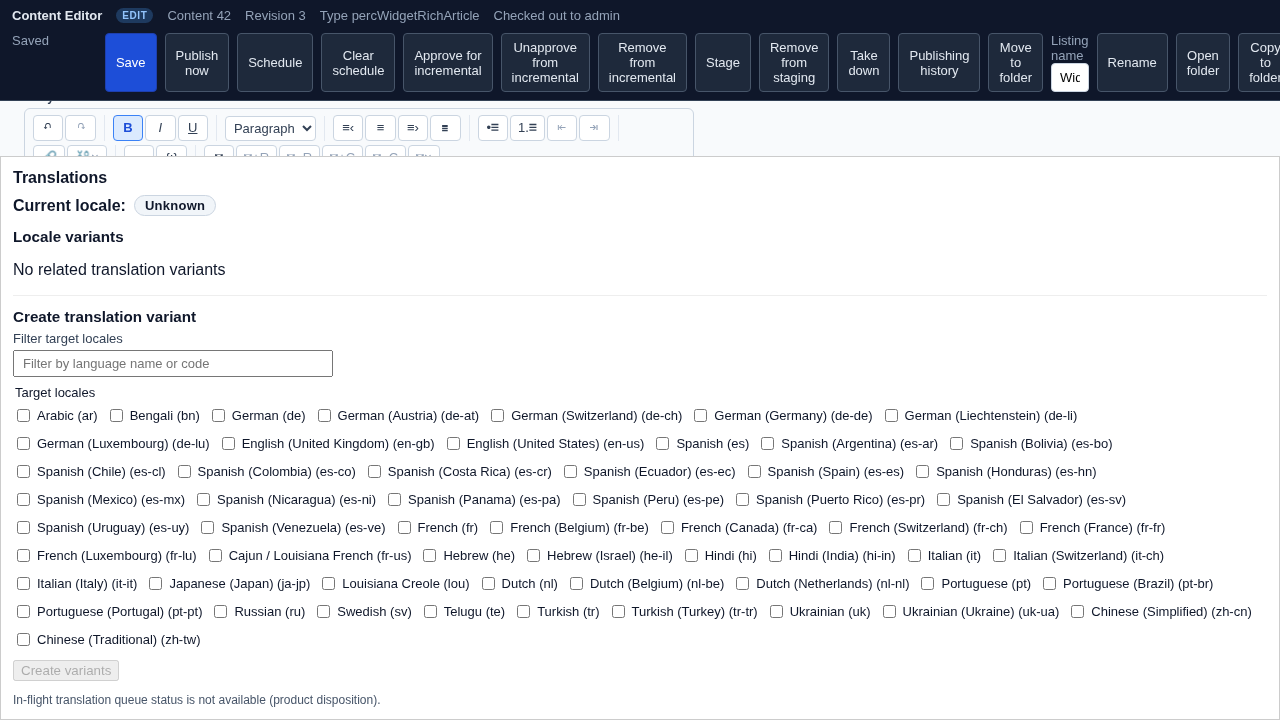 Content Editor EDIT Content 42 Revision 3 Type percWidgetRichArticle Checked out to admin
Saved
Save
Publish now
Schedule
Clear schedule
Approve for incremental
Unapprove from incremental
Remove from incremental
Stage
Remove from staging
Take down
Publishing history
Move to folder
Listing name
Wic
Rename
Open folder
Copy to folder
B I U Paragraph
Translations
Current locale: Unknown
Locale variants
No related translation variants
Create translation variant
Filter target locales
Filter by language name or code
Target locales
Arabic (ar) Bengali (bn) German (de) German (Austria) (de-at) German (Switzerland) (de-ch) German (Germany) (de-de) German (Liechtenstein) (de-li)
German (Luxembourg) (de-lu) English (United Kingdom) (en-gb) English (United States) (en-us) Spanish (es) Spanish (Argentina) (es-ar) Spanish (Bolivia) (es-bo)
Spanish (Chile) (es-cl) Spanish (Colombia) (es-co) Spanish (Costa Rica) (es-cr) Spanish (Ecuador) (es-ec) Spanish (Spain) (es-es) Spanish (Honduras) (es-hn)
Spanish (Mexico) (es-mx) Spanish (Nicaragua) (es-ni) Spanish (Panama) (es-pa) Spanish (Peru) (es-pe) Spanish (Puerto Rico) (es-pr) Spanish (El Salvador) (es-sv)
Spanish (Uruguay) (es-uy) Spanish (Venezuela) (es-ve) French (fr) French (Belgium) (fr-be) French (Canada) (fr-ca) French (Switzerland) (fr-ch) French (France) (fr-fr)
French (Luxembourg) (fr-lu) Cajun / Louisiana French (fr-us) Hebrew (he) Hebrew (Israel) (he-il) Hindi (hi) Hindi (India) (hi-in) Italian (it) Italian (Switzerland) (it-ch)
Italian (Italy) (it-it) Japanese (Japan) (ja-jp) Louisiana Creole (lou) Dutch (nl) Dutch (Belgium) (nl-be) Dutch (Netherlands) (nl-nl) Portuguese (pt) Portuguese (Brazil) (pt-br)
Portuguese (Portugal) (pt-pt) Russian (ru) Swedish (sv) Telugu (te) Turkish (tr) Turkish (Turkey) (tr-tr) Ukrainian (uk) Ukrainian (Ukraine) (uk-ua) Chinese (Simplified) (zh-cn)
Chinese (Traditional) (zh-tw)
Create variants
In-flight translation queue status is not available (product disposition).